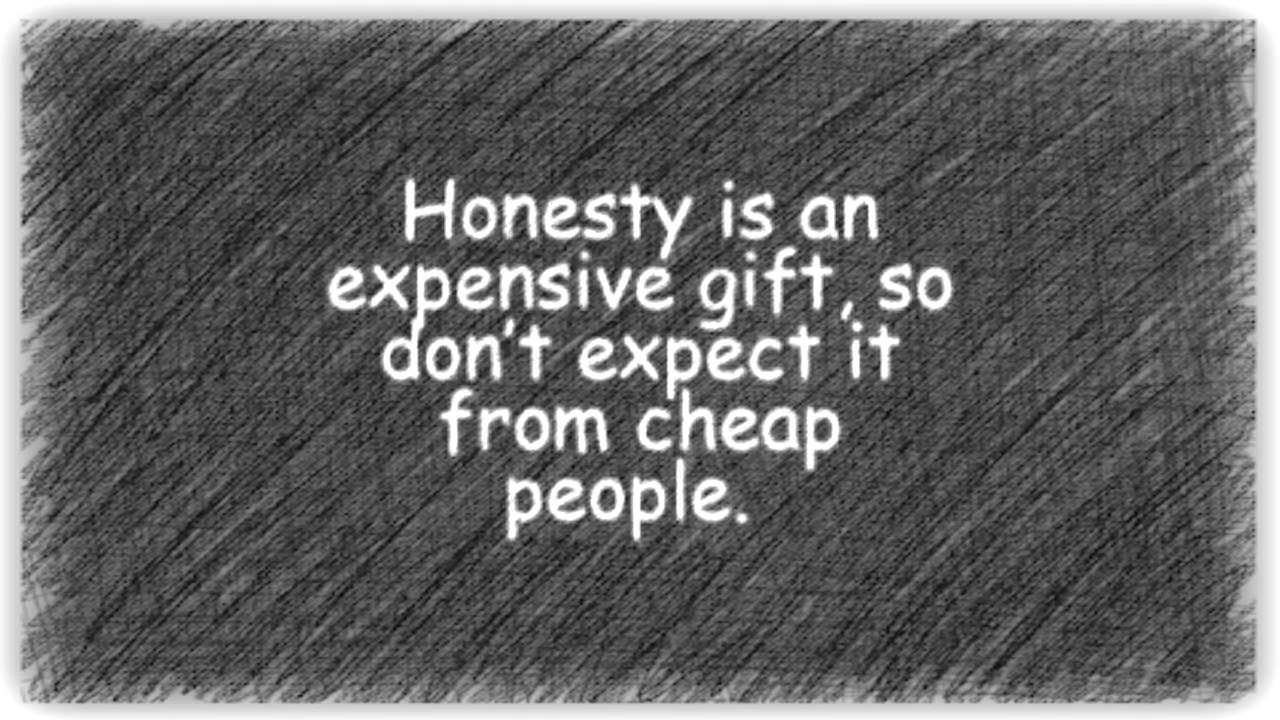 Honesty is an
expensive gift, so
don't expect it
from cheap
people.